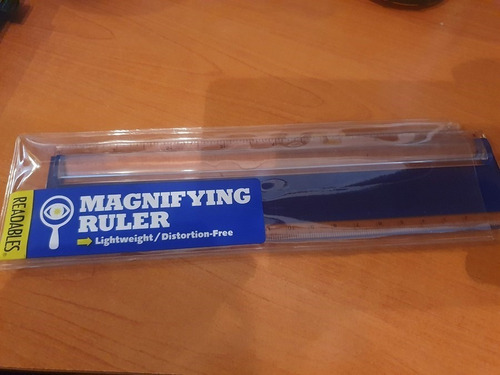 READABLES
MAGNIFYING
RULER
Lightweight / Distortion-Free